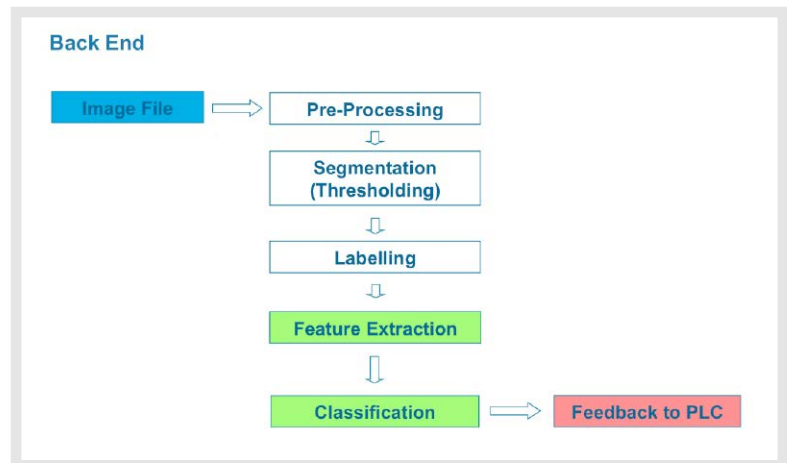 Back End
Image File
Pre-Processing
Segmentation
(Thresholding)
Labelling
Feature Extraction
Classification
Feedback to PLC